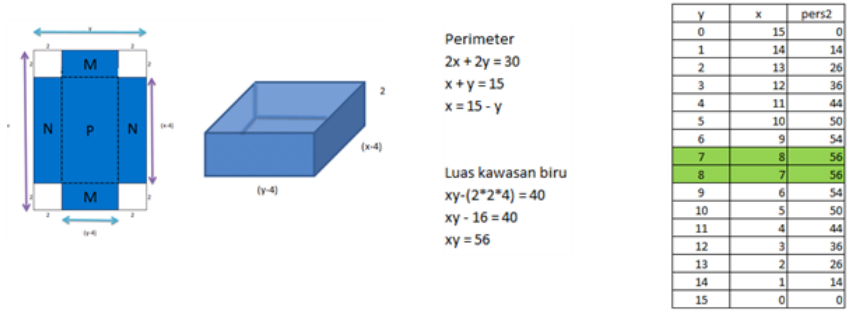 y
2
2
2
M
2
N
P
N
(x-4)
2
M
2
2
2
(y-4)
2
(x-4)
(y-4)
Perimeter
2x + 2y = 30
x + y = 15
x = 15 - y
Luas kawasan biru
xy-(2*2*4) = 40
xy - 16 = 40
xy = 56
y x pers2
0 15 0
1 14 14
2 13 26
3 12 36
4 11 44
5 10 50
6 9 54
7 8 56
8 7 56
9 6 54
10 5 50
11 4 44
12 3 36
13 2 26
14 1 14
15 0 0